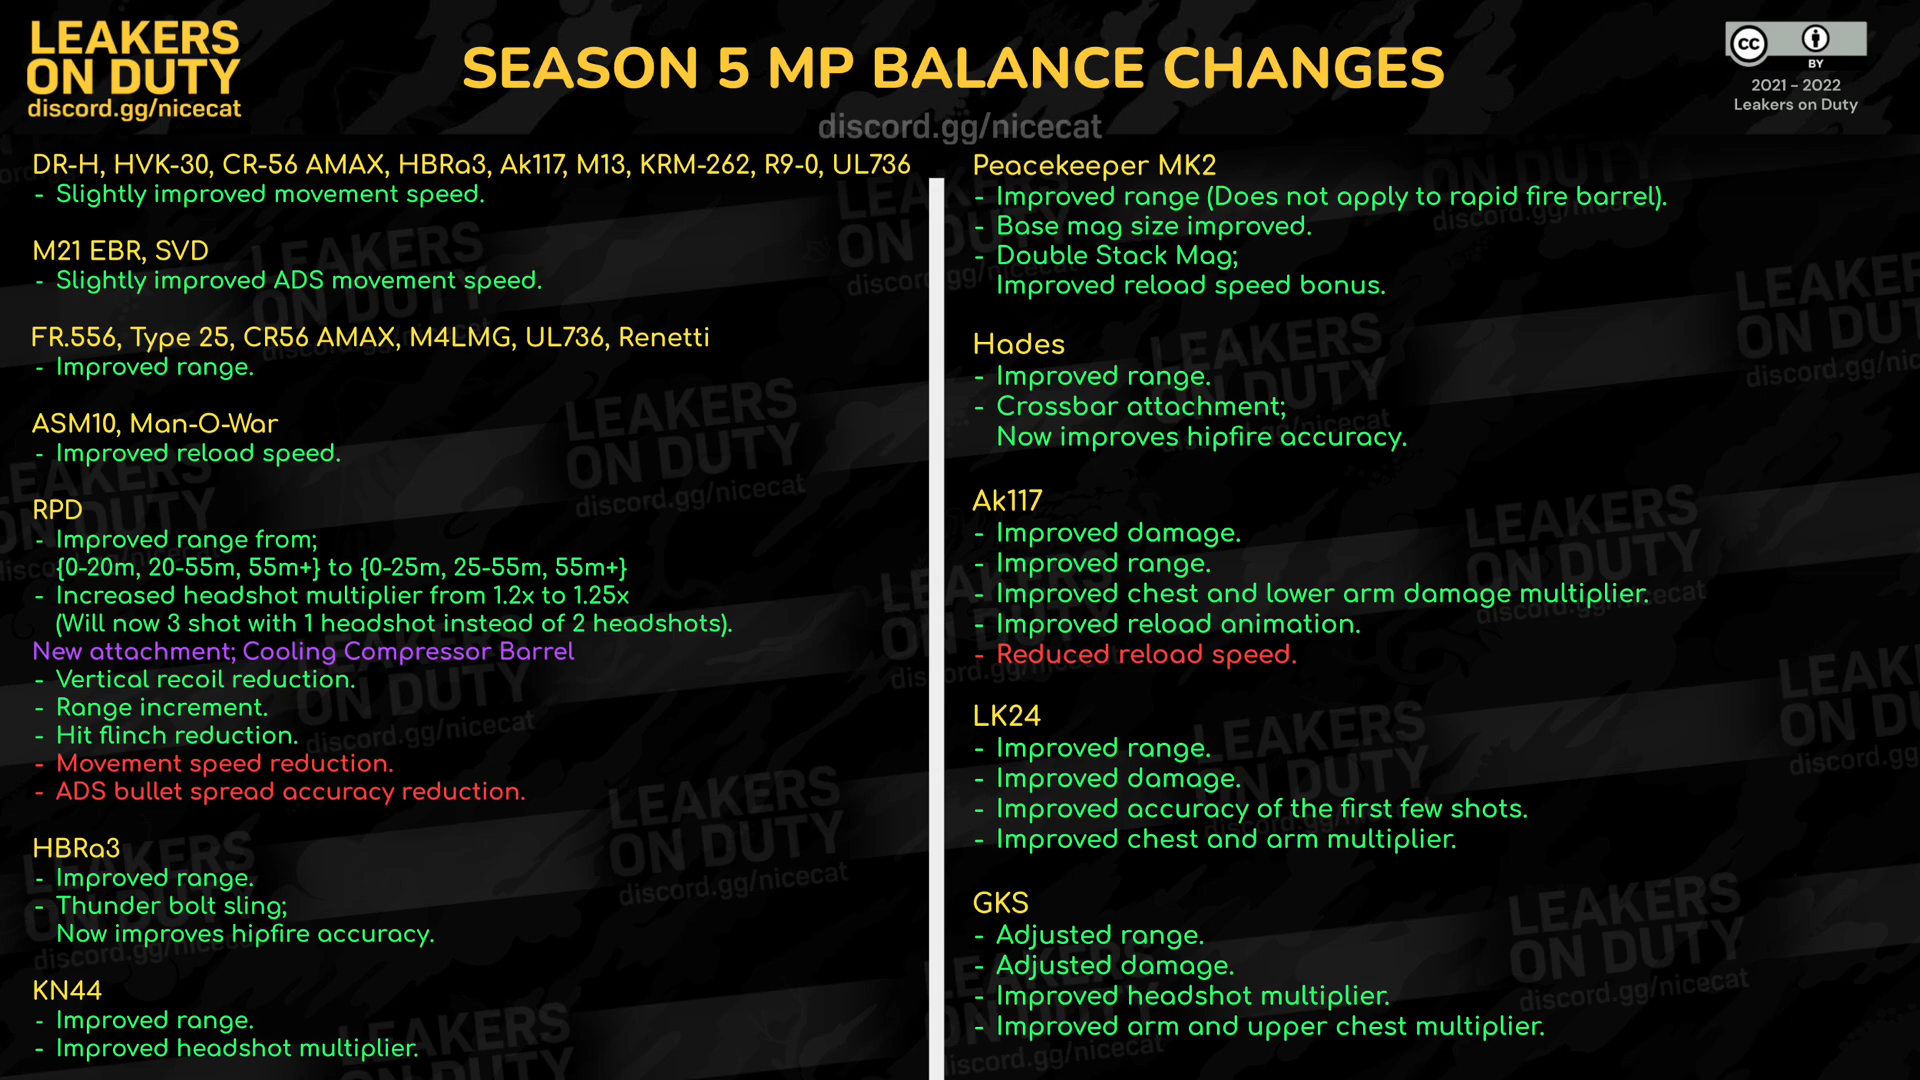 LEAKERS
ON DUTY
discord.gg/nicecat
SEASON 5 MP BALANCE CHANGES
discord.gg/nicecat
cc
BY
2021 - 2022
Leakers on Duty
DR-H, HVK-30, CR-56 AMAX, HBRa3, Ak117, M13, KRM-262, R9-0, UL736
- Slightly improved movement speed.
M21 EBR, SVD
- Slightly improved ADS movement speed.
FR.556, Type 25, CR56 AMAX, M4LMG, UL736, Renetti
- Improved range.
ASM10, Man-O-War
- Improved reload speed.
RPD
- Improved range from;
{0-20m, 20-55m, 55m+} to {0-25m, 25-55m, 55m+}
- Increased headshot multiplier from 1.2x to 1.25x
(Will now 3 shot with 1 headshot instead of 2 headshots).
New attachment; Cooling Compressor Barrel
- Vertical recoil reduction.
- Range increment.
- Hit flinch reduction.
- Movement speed reduction.
- ADS bullet spread accuracy reduction.
HBRa3
- Improved range.
- Thunder bolt sling;
Now improves hipfire accuracy.
KN44
- Improved range.
- Improved headshot multiplier.
Peacekeeper MK2
- Improved range (Does not apply to rapid fire barrel).
- Base mag size improved.
- Double Stack Mag;
Improved reload speed bonus.
Hades
- Improved range.
- Crossbar attachment;
Now improves hipfire accuracy.
Ak117
- Improved damage.
- Improved range.
- Improved chest and lower arm damage multiplier.
- Improved reload animation.
- Reduced reload speed.
LK24
- Improved range.
- Improved damage.
- Improved accuracy of the first few shots.
- Improved chest and arm multiplier.
GKS
- Adjusted range.
- Adjusted damage.
- Improved headshot multiplier.
- Improved arm and upper chest multiplier.